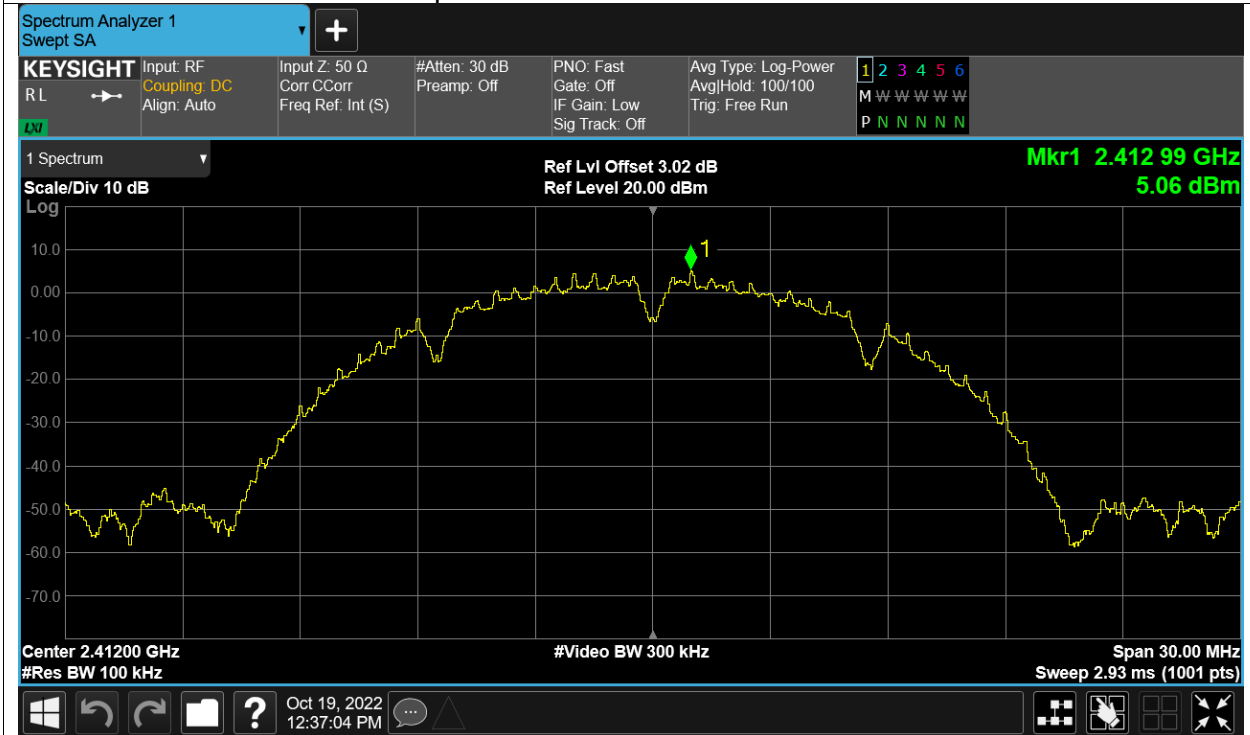 Spectrum Analyzer 1
Swept SA
+
KEYSIGHT
RL
LXI
Input: RF
Coupling: DC
Align: Auto
Input Z: 50 Ω
Corr CCorr
Freq Ref: Int (S)
#Atten: 30 dB
Preamp: Off
PNO: Fast
Gate: Off
IF Gain: Low
Sig Track: Off
Avg Type: Log-Power
Avg|Hold: 100/100
Trig: Free Run
1 2 3 4 5 6
M W W W W W W
P N N N N N N
1 Spectrum
Scale/Div 10 dB
Log
Ref Lvl Offset 3.02 dB
Ref Level 20.00 dBm
Mkr1 2.412 99 GHz
5.06 dBm
1
10.0
0.00
-10.0
-20.0
-30.0
-40.0
-50.0
-60.0
-70.0
Center 2.41200 GHz
#Video BW 300 kHz
Span 30.00 MHz
#Res BW 100 kHz
Sweep 2.93 ms (1001 pts)
?
Oct 19, 2022
12:37:04 PM